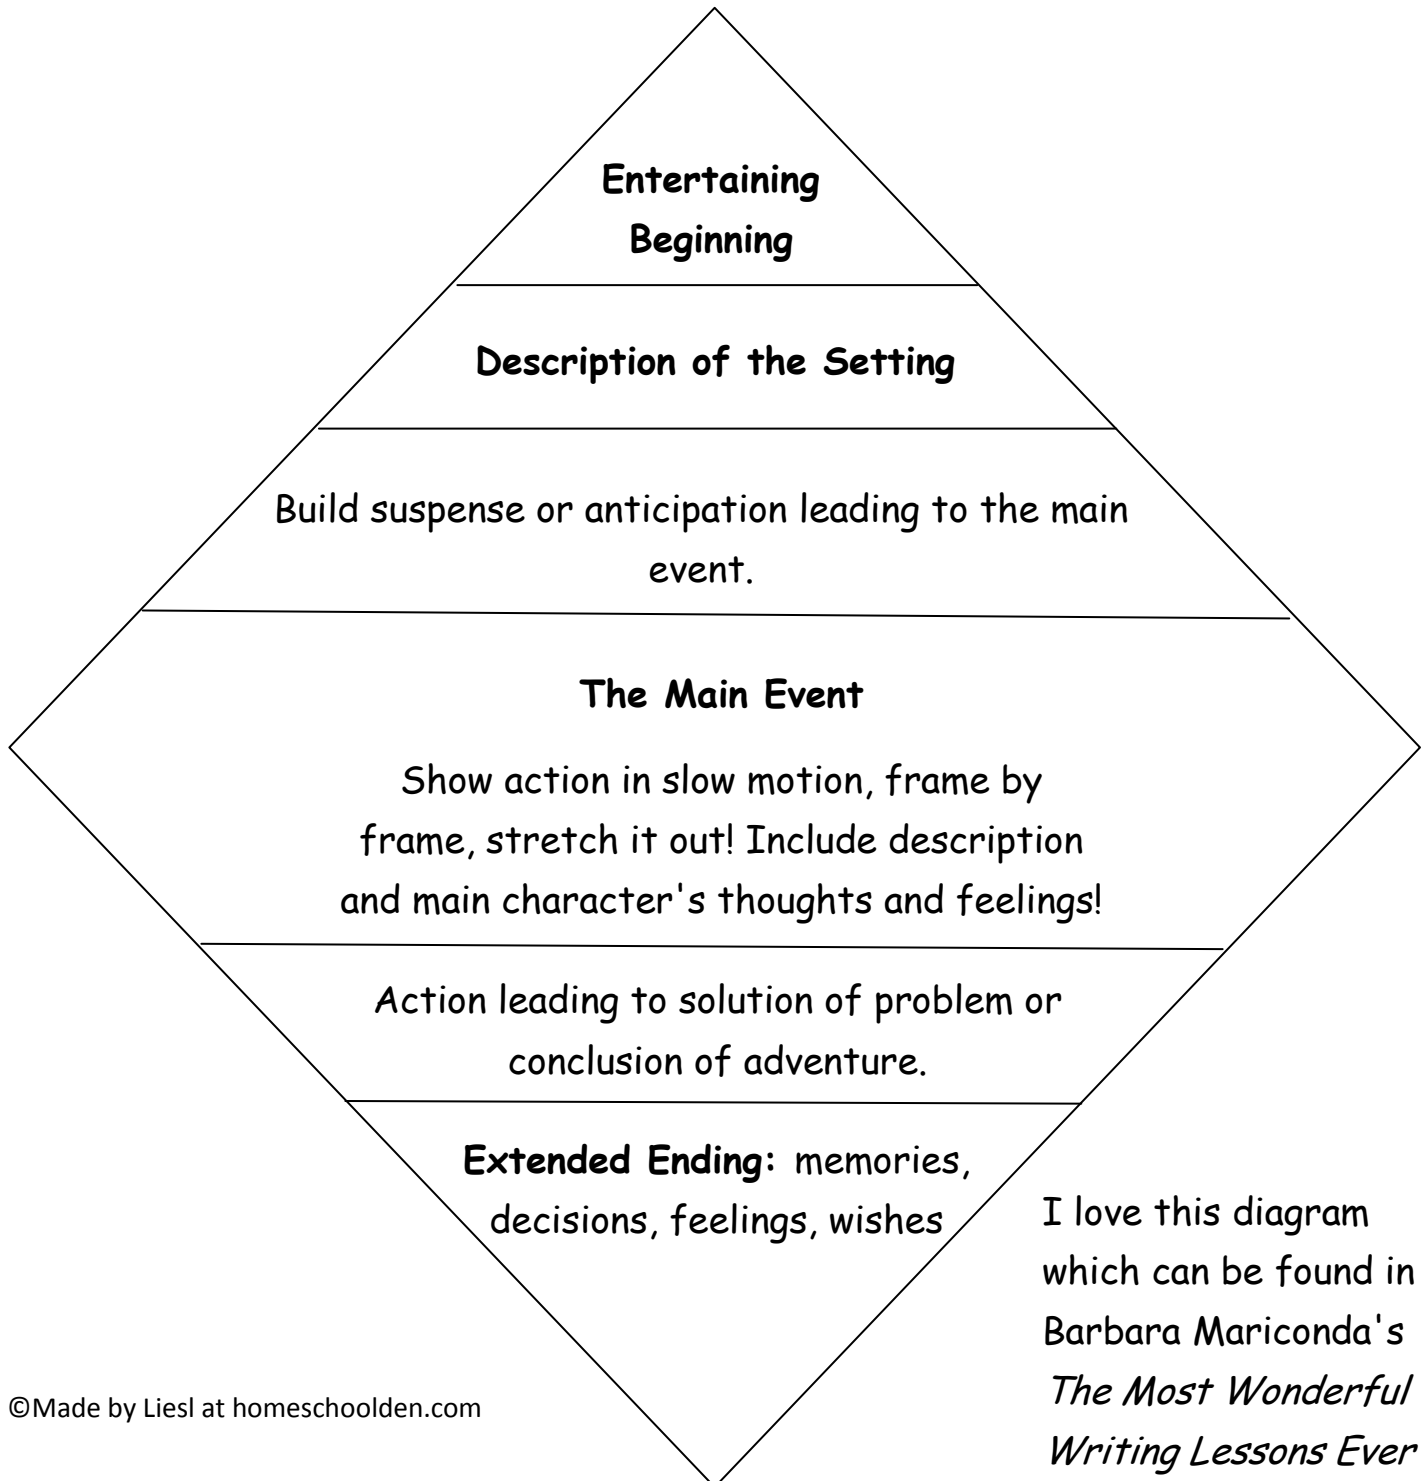 Entertaining
Beginning
Description of the Setting
Build suspense or anticipation leading to the main
event.
The Main Event
Show action in slow motion, frame by
frame, stretch it out! Include description
and main character's thoughts and feelings!
Action leading to solution of problem or
conclusion of adventure.
Extended Ending: memories,
decisions, feelings, wishes
I love this diagram
which can be found in
Barbara Mariconda's
The Most Wonderful
Writing Lessons Ever
©Made by Liesl at homeschoolden.com